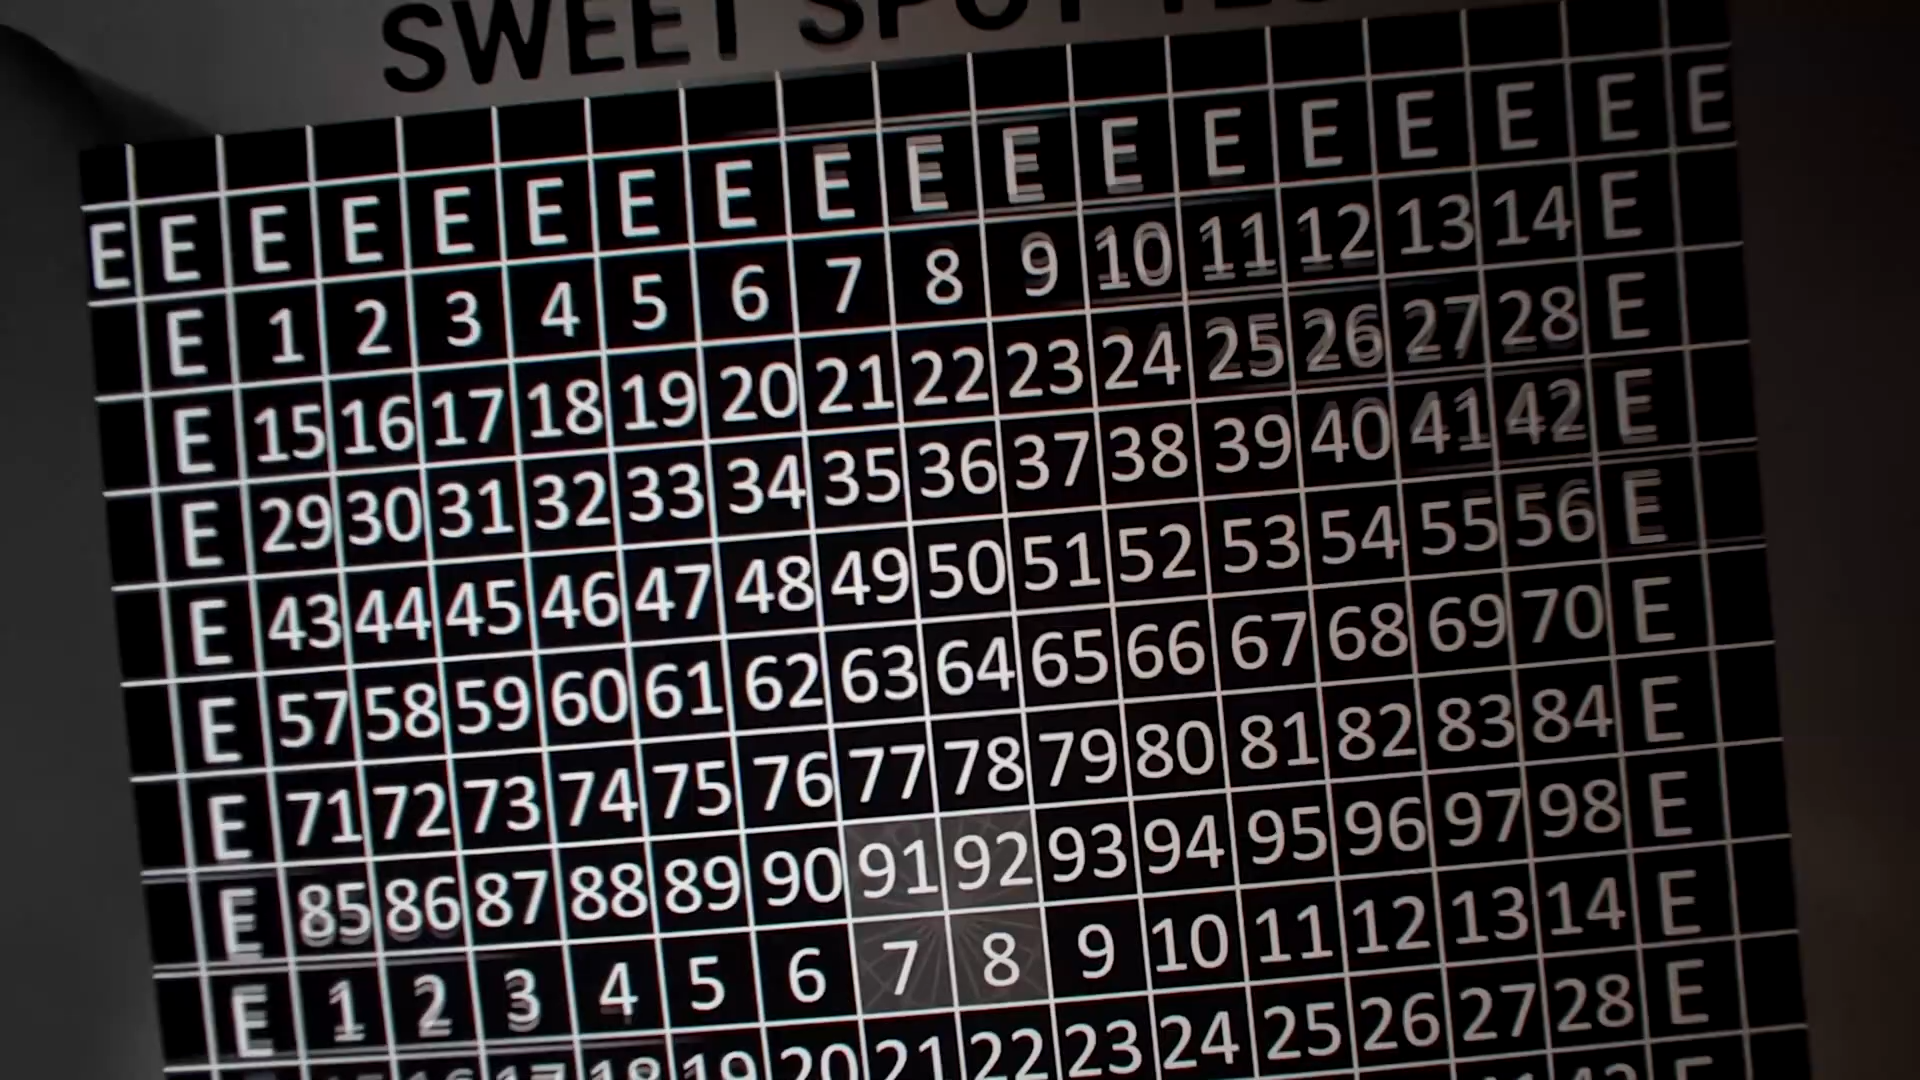 SWEET SPOT
E E E E E E E E E E E E E E E E E E
E 1 2 3 4 5 6 7 8 9 10 11 12 13 14 E
E 15 16 17 18 19 20 21 22 23 24 25 26 27 28 E
E 29 30 31 32 33 34 35 36 37 38 39 40 41 42 E
E 43 44 45 46 47 48 49 50 51 52 53 54 55 56 E
E 57 58 59 60 61 62 63 64 65 66 67 68 69 70 E
E 71 72 73 74 75 76 77 78 79 80 81 82 83 84 E
E 85 86 87 88 89 90 91 92 93 94 95 96 97 98 E
E 1 2 3 4 5 6 7 8 9 10 11 12 13 14 E
17 18 19 20 21 22 23 24 25 26 27 28 E